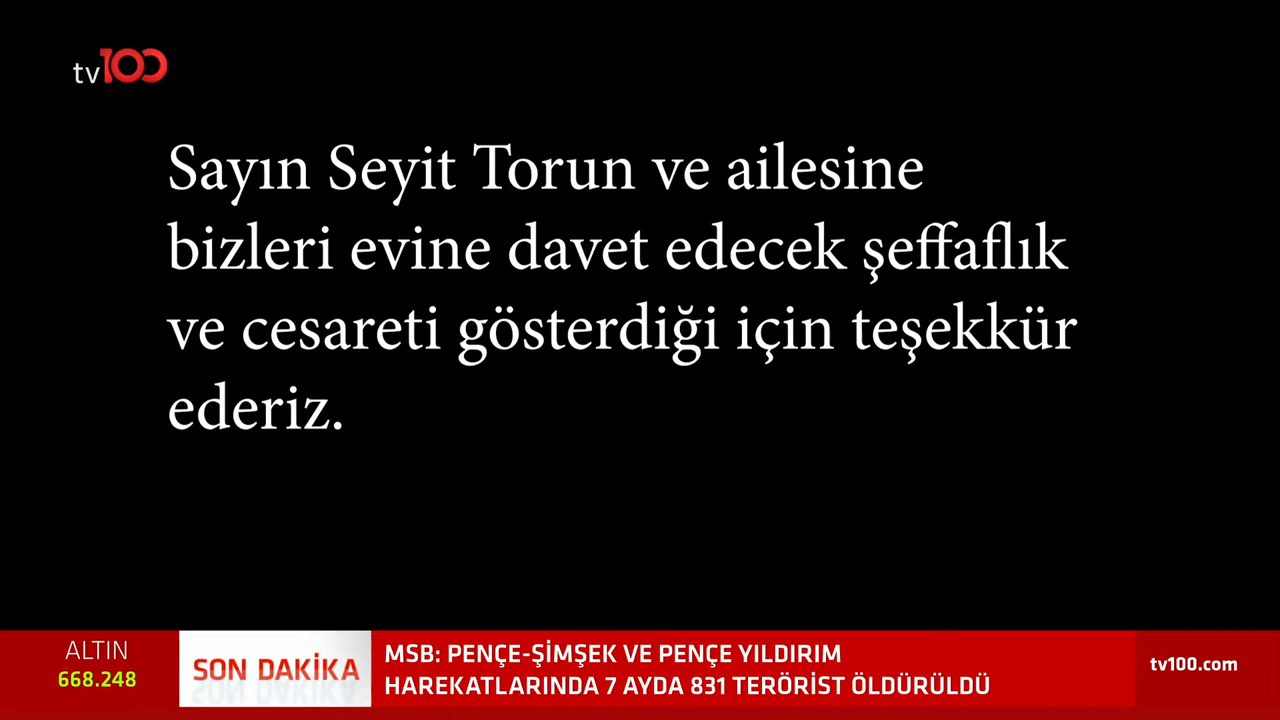 tv100
Sayın Seyit Torun ve ailesine
bizleri evine davet edecek şeffaflık
ve cesareti gösterdiği için teşekkür
ederiz.
ALTIN
668.248
SON DAKİKA
MSB: PENÇE-ŞİMŞEK VE PENÇE YILDIRIM
HAREKATLARINDA 7 AYDA 831 TERÖRİST ÖLDÜRÜLDÜ
tv100.com